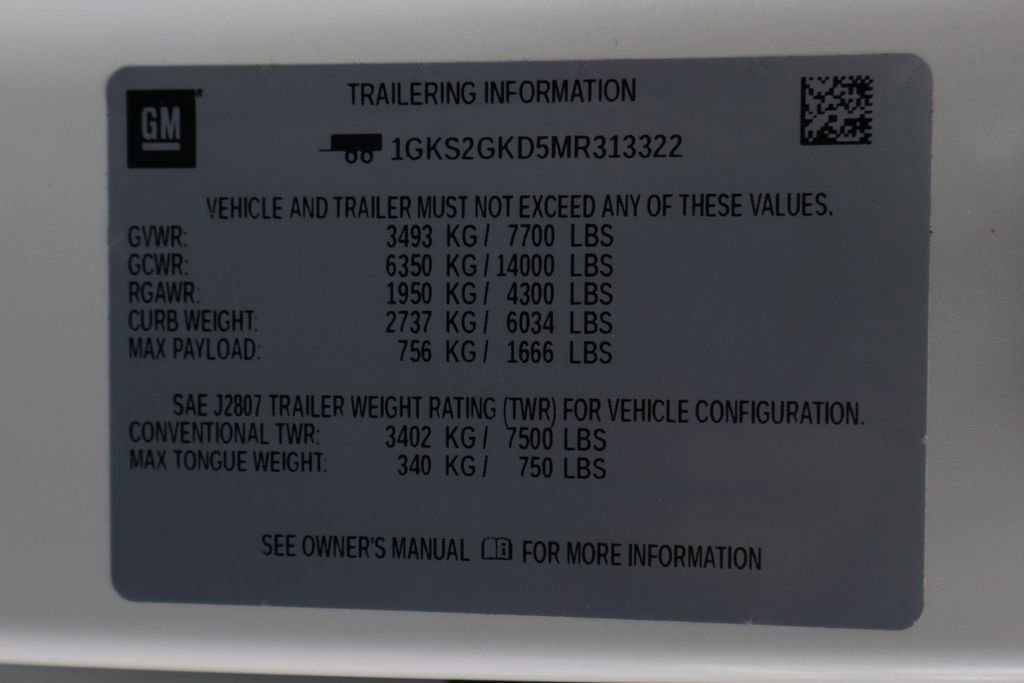 GM
TRAILERING INFORMATION
1GKS2GKD5MR313322
VEHICLE AND TRAILER MUST NOT EXCEED ANY OF THESE VALUES.
GVWR: 3493 KG / 7700 LBS
GCWR: 6350 KG / 14000 LBS
RGAWR: 1950 KG / 4300 LBS
CURB WEIGHT: 2737 KG / 6034 LBS
MAX PAYLOAD: 756 KG / 1666 LBS
SAE J2807 TRAILER WEIGHT RATING (TWR) FOR VEHICLE CONFIGURATION.
CONVENTIONAL TWR: 3402 KG / 7500 LBS
MAX TONGUE WEIGHT: 340 KG / 750 LBS
SEE OWNER'S MANUAL FOR MORE INFORMATION